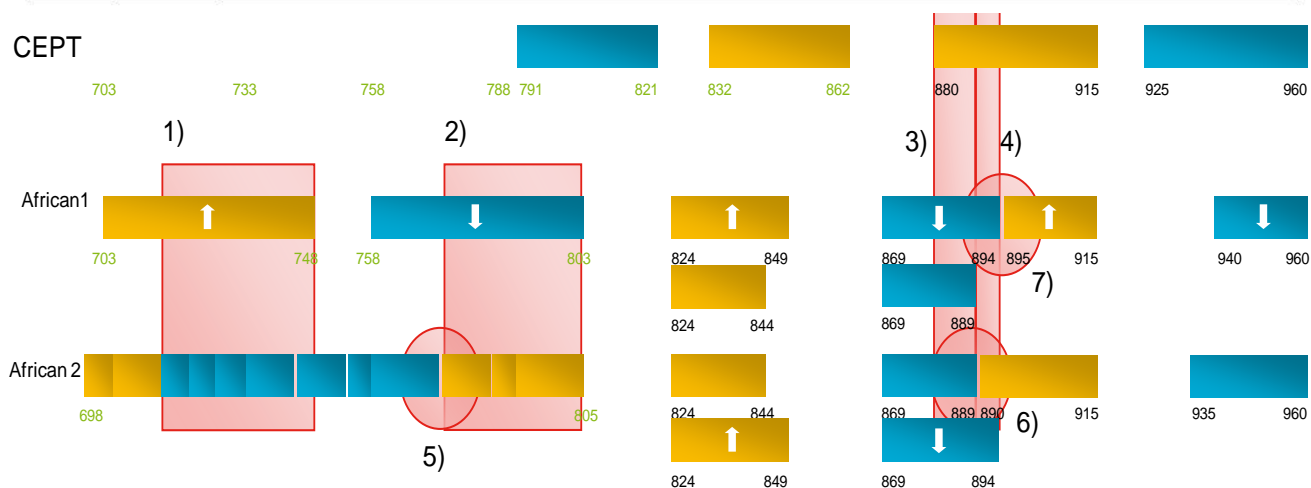 CEPT
703 733 758 788 791 821 832 862 880 915 925 960
1) 2) 3) 4)
African1
703 748 758 803 824 849 869 894 895 915 940 960
7)
824 844 869 889
African 2
698 805 824 844 869 889 890 915 935 960
6)
5)
824 849 869 894